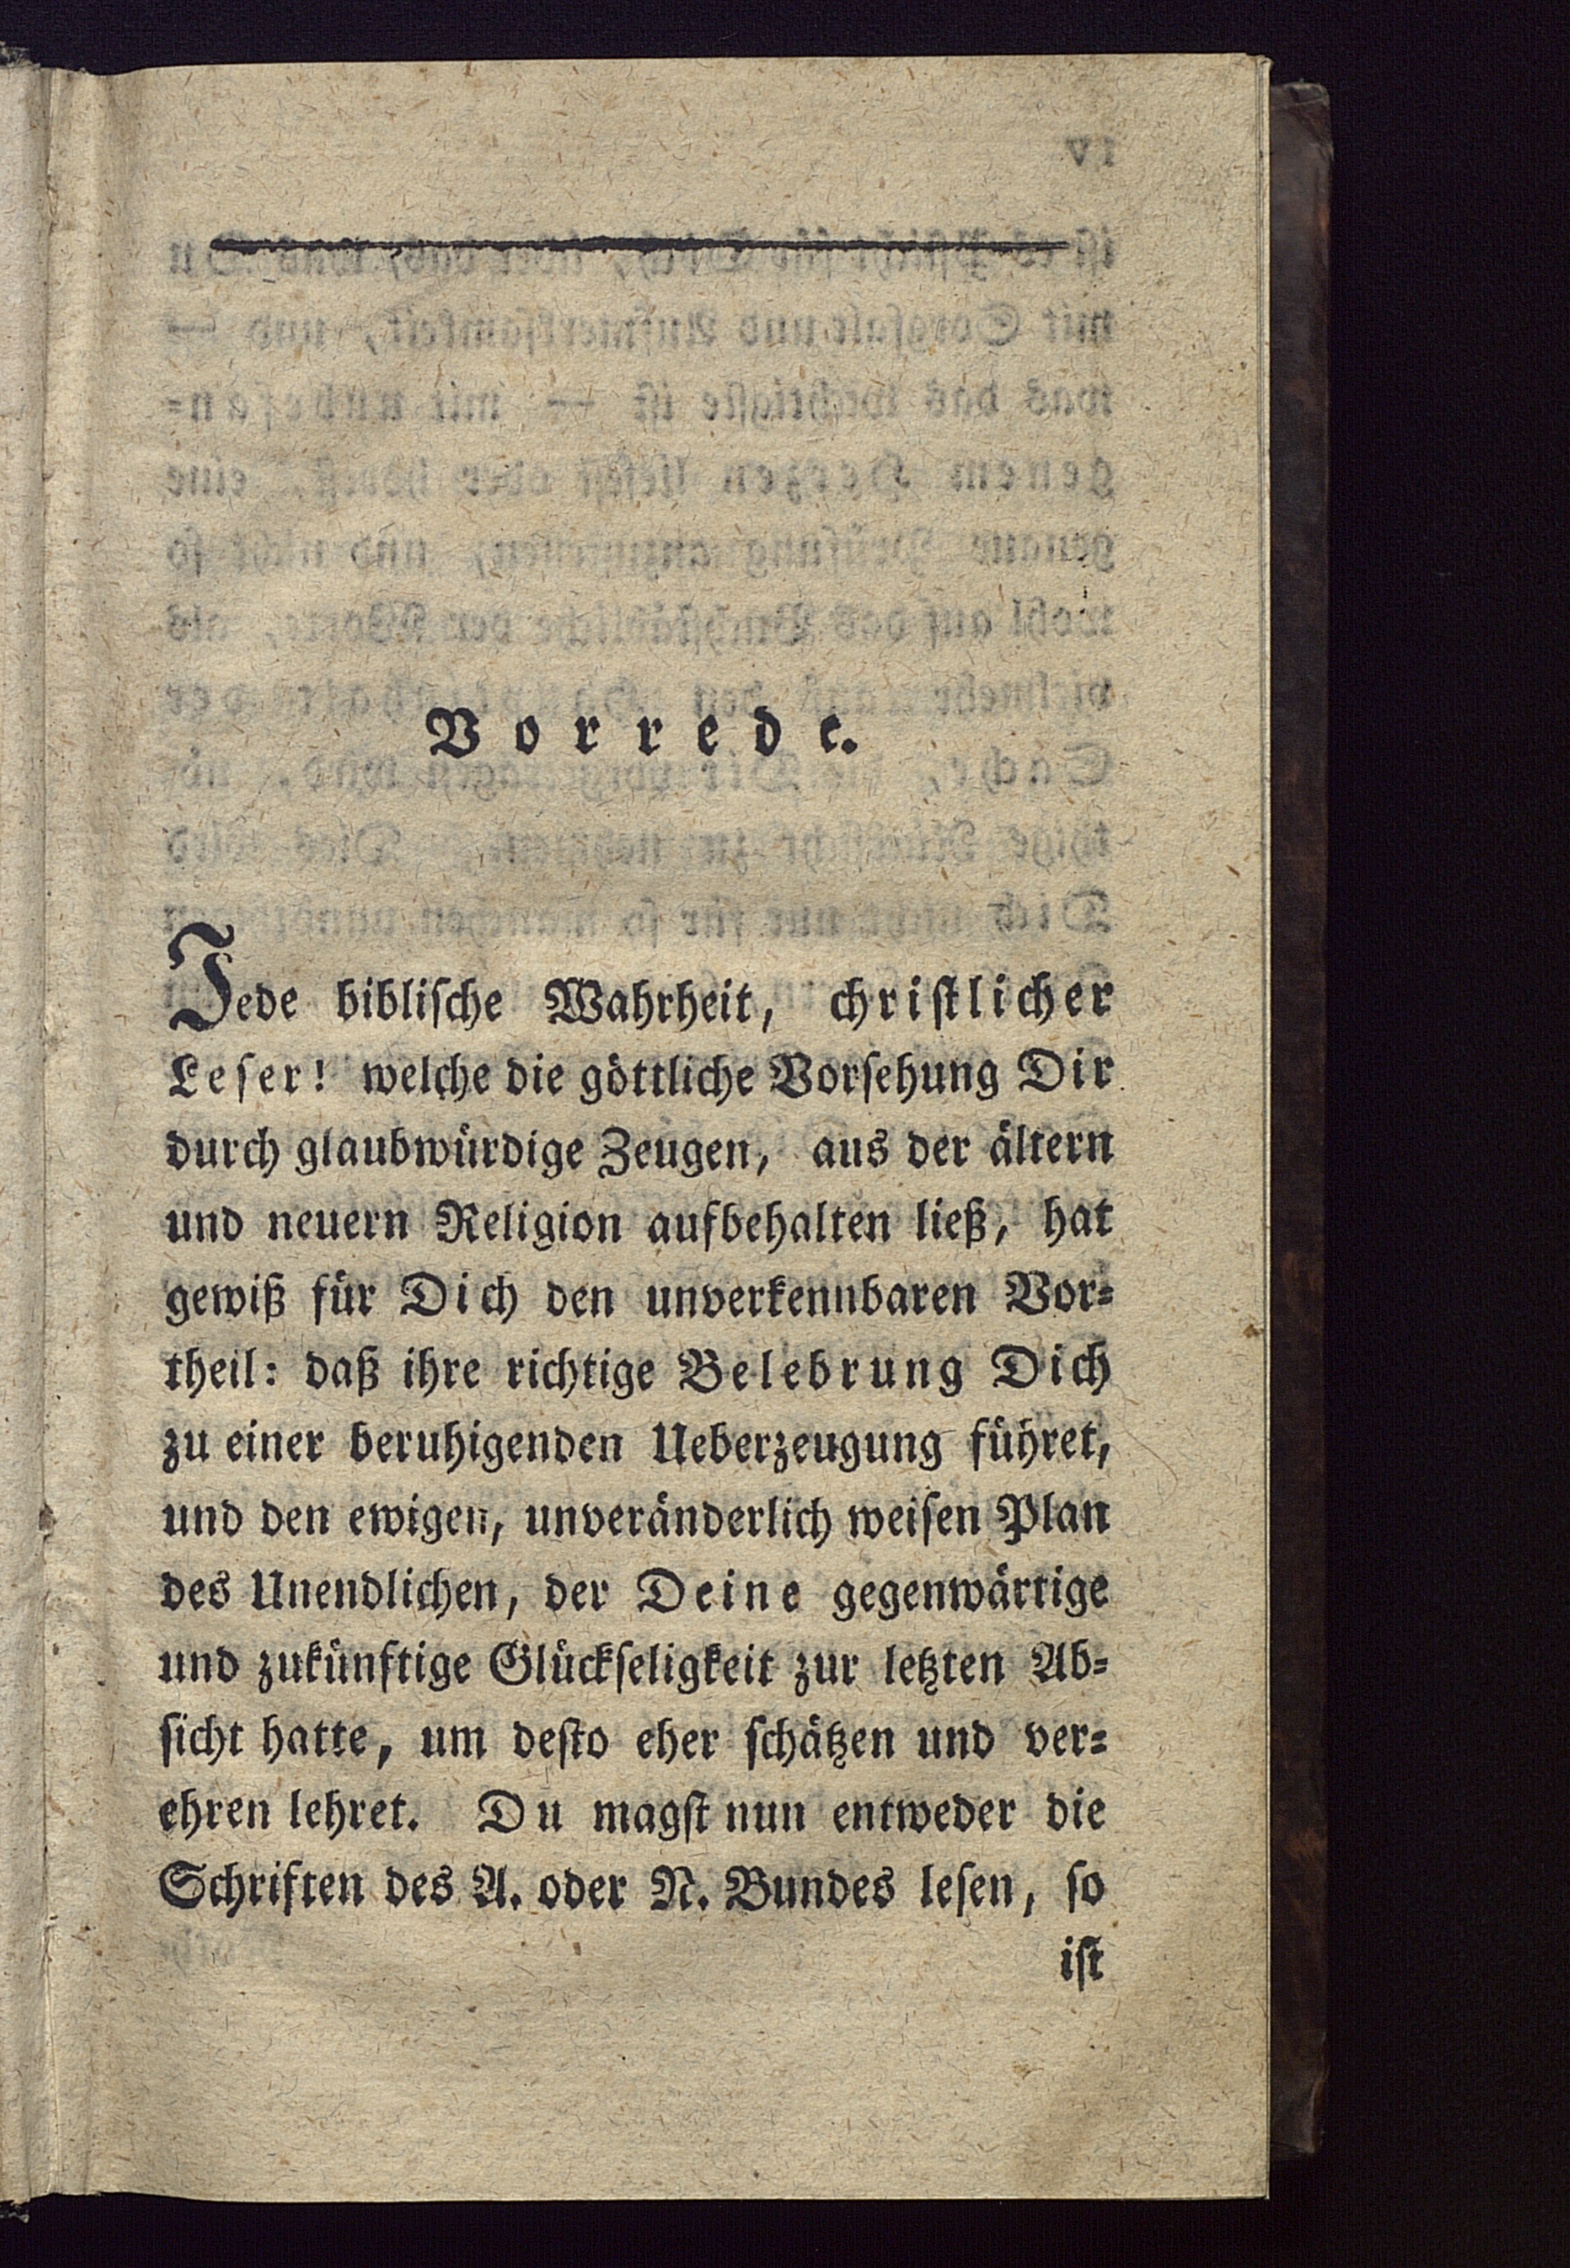 Vorrede.
Jede bibliſche Wahrheit, chriſtlicher
Leſer! welche die göttliche Vorſehung Dir
durch glaubwürdige Zeugen, aus der ältern
und neuern Religion aufbehalten ließ, hat
gewiß für Dich den unverkennbaren Vor⸗
theil: daß ihre richtige Belebrung Dich
zu einer beruhigenden Ueberzeugung führet,
und den ewigen, unveränderlich weiſen Plan
des Unendlichen, der Deine gegenwärtige
und zukünftige Glückſeligkeit zur letzten Ab⸗
ſicht hatte, um deſto eher ſchätzen und ver⸗
ehren lehret. Du magſt nun entweder die
Schriften des A. oder N. Bundes leſen, ſo
iſt